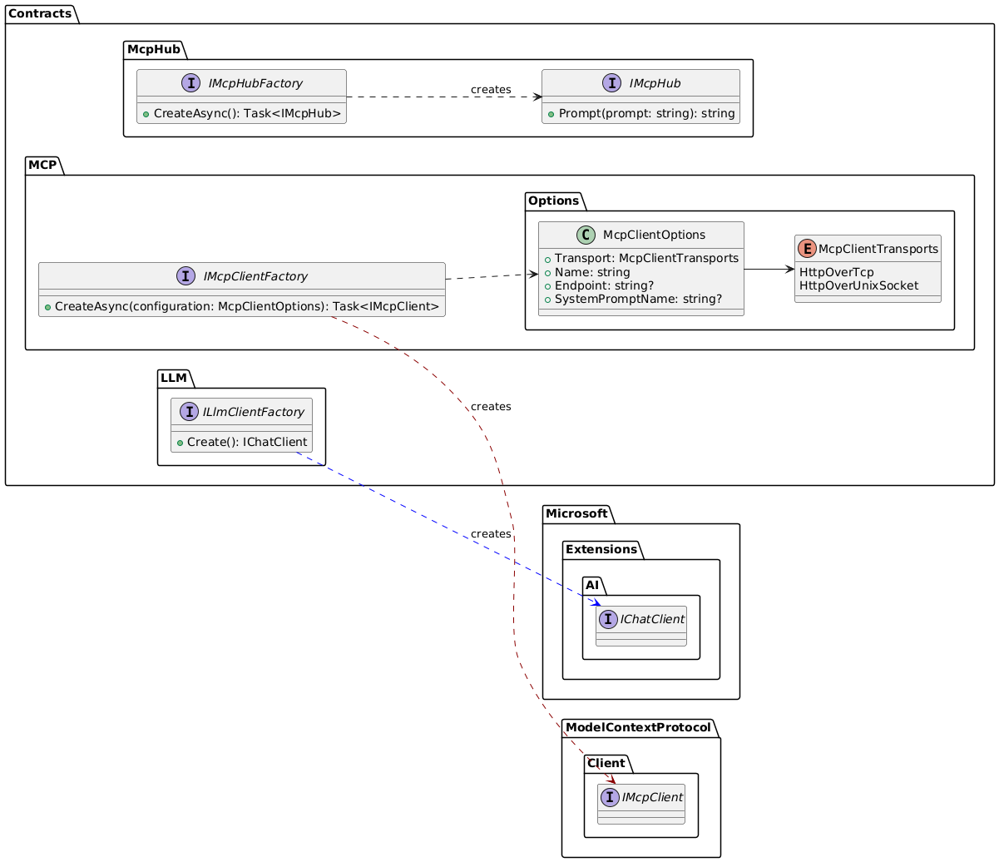 Contracts
McpHub
I IMcpHubFactory
CreateAsync(): Task<IMcpHub>
creates
I IMcpHub
Prompt(prompt: string): string
MCP
Options
C McpClientOptions
Transport: McpClientTransports
Name: string
Endpoint: string?
SystemPromptName: string?
E McpClientTransports
HttpOverTcp
HttpOverUnixSocket
I IMcpClientFactory
CreateAsync(configuration: McpClientOptions): Task<IMcpClient>
LLM
I ILlmClientFactory
Create(): IChatClient
creates
creates
Microsoft
Extensions
AI
I IChatClient
ModelContextProtocol
Client
I IMcpClient